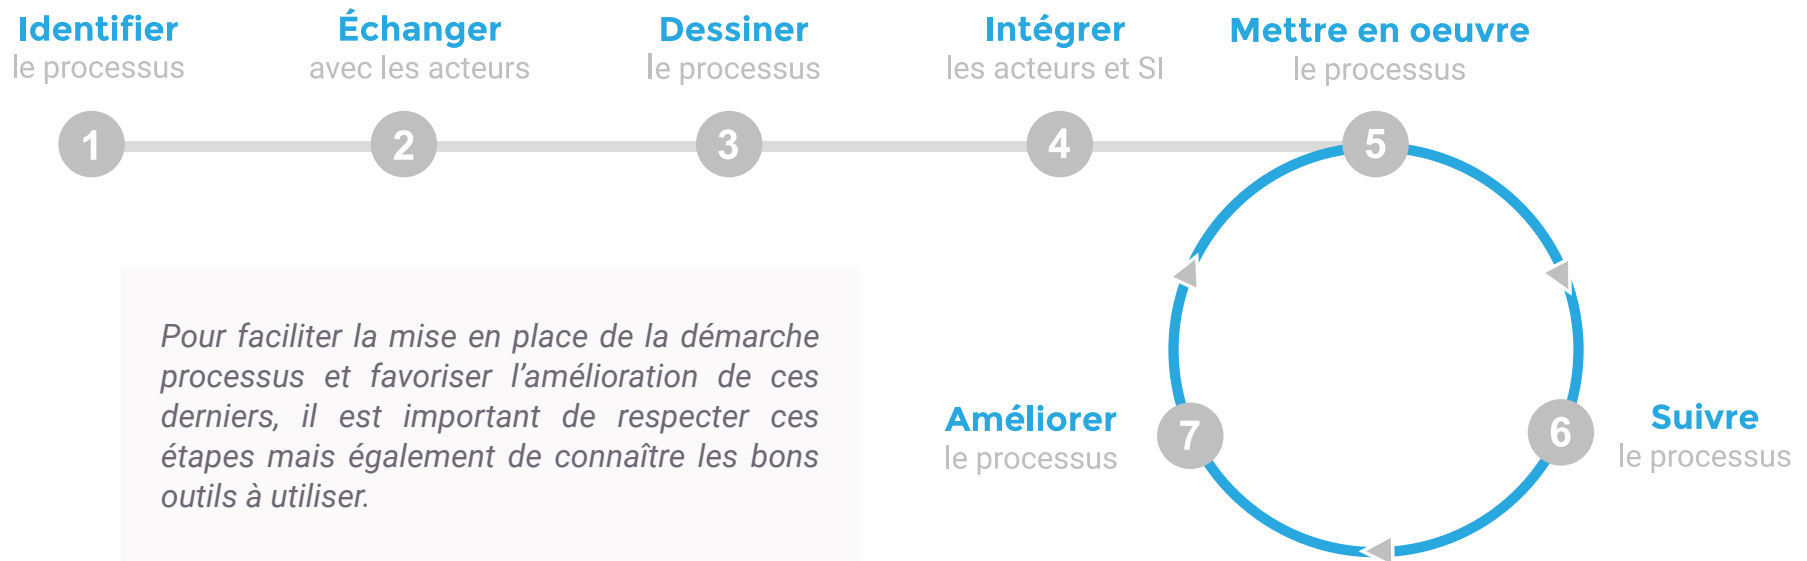 Identifier
le processus
1
Échanger
avec les acteurs
2
Dessiner
le processus
3
Intégrer
les acteurs et SI
4
Mettre en oeuvre
le processus
5
Pour faciliter la mise en place de la démarche
processus et favoriser l’amélioration de ces
derniers, il est important de respecter ces
étapes mais également de connaître les bons
outils à utiliser.
Suivre
le processus
6
Améliorer
le processus
7